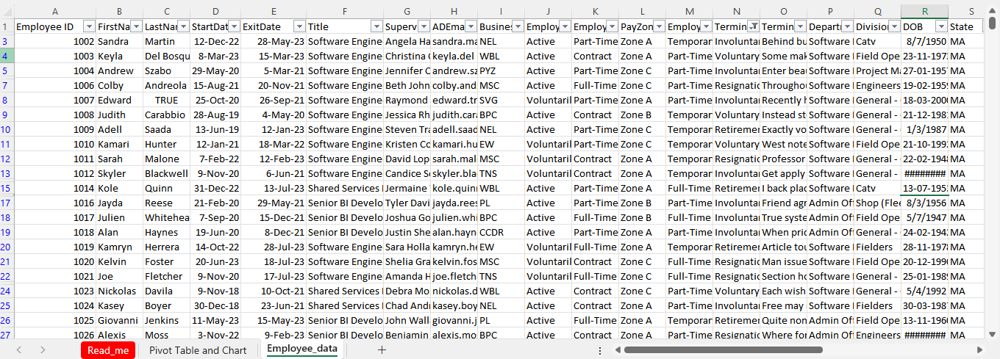 A B C D E F G H I J K L M N O P Q R S
1 Employee ID FirstNa LastNar StartDat ExitDate Title Superv ADEma Busines Employ Employ PayZon Employ Termin Termin Departr Division DOB State
3 1002 Sandra Martin 12-Dec-22 28-May-23 Software Engine Angela Ha sandra.ma NEL Active Part-Time Zone A Temporar Involuntar Behind bu Software I Catv 8/7/1950 MA
4 1003 Keyla Del Bosqu 8-Mar-23 15-Mar-23 Software Engine Christina ( keyla.del WBL Active Contract Zone A Part-Time Voluntary Some mak Software I Field Ope 23-11-197 MA
5 1004 Andrew Szabo 29-May-20 5-Mar-21 Software Engine Jennifer C andrew.sz PYZ Active Part-Time Zone C Part-Time Involuntar Enter bea Software I Project Ma 27-01-195 MA
7 1006 Colby Andreola 15-Aug-21 20-Nov-21 Software Engine Beth John colby.and MSC Active Full-Time Zone C Part-Time Resignatio Througho Software I Engineers 19-02-195 MA
8 1007 Edward TRUE 25-Oct-20 26-Sep-21 Software Engine Raymond edward.tr SVG Voluntaril Part-Time Zone A Part-Time Involuntar Recently h Software I General - 18-03-200 MA
9 1008 Judith Carabbio 28-Aug-19 4-May-20 Software Engine Jessica Rh judith.cara BPC Active Contract Zone B Temporar Voluntary Instead st Software I General - 21-12-198 MA
10 1009 Adell Saada 13-Jun-19 12-Jan-23 Software Engine Steven Tra adell.saad NEL Active Part-Time Zone C Temporar Retiremer Exactly vo Software I General - 1/3/1987 MA
11 1010 Kamari Hunter 12-Jan-21 18-Mar-22 Software Engine Kristen Co kamari.hu EW Voluntaril Part-Time Zone C Temporar Voluntary West note Software I Field Ope 21-10-199 MA
12 1011 Sarah Malone 7-Feb-22 12-Feb-23 Software Engine David Lop sarah.mal MSC Voluntaril Contract Zone A Temporar Resignatio Professor Software I General - 22-02-194 MA
13 1012 Skyler Blackwell 9-Nov-20 6-Jun-21 Software Engine Candice S skyler.bla TNS Voluntaril Contract Zone A Temporar Involuntar Get apply Software I General - ######## MA
15 1014 Kole Quinn 31-Dec-22 13-Jul-23 Shared Services Jermaine kole.quin WBL Active Part-Time Zone A Full-Time Retiremer I back plac Software I Catv 13-07-195 MA
17 1016 Jayda Reese 21-Feb-20 29-May-21 Senior BI Develo Tyler Davi jayda.rees PL Active Part-Time Zone B Temporar Involuntar Friend agr Admin Off Shop (Flee 8/3/1956 MA
18 1017 Julien Whitehea 7-Sep-20 15-Dec-21 Senior BI Develo Joshua Go julien.whi BPC Active Full-Time Zone B Full-Time Involuntar True syste Admin Off Field Ope 5/7/1947 MA
19 1018 Alan Haynes 19-Jun-20 8-Dec-21 Senior BI Develo Justin She alan.hayn CCDR Active Full-Time Zone A Part-Time Involuntar When pric Admin Off General - 24-02-194 MA
20 1019 Kamryn Herrera 14-Oct-22 28-Jul-23 Software Engine Sara Holla kamryn.he EW Voluntaril Full-Time Zone A Temporar Retiremer Article tou Software I Fielders 28-11-197 MA
21 1020 Kelvin Foster 20-Jun-23 18-Jul-23 Software Engine Shelia Gra kelvin.fos MSC Voluntaril Contract Zone C Full-Time Resignatio Man issue Software I Field Ope 20-12-199 MA
22 1021 Joe Fletcher 9-Nov-20 17-Jul-23 Software Engine Amanda H joe.fletch TNS Voluntaril Full-Time Zone C Full-Time Resignatio Section ho Software I General - 25-01-198 MA
24 1023 Nickolas Davila 9-Nov-18 10-Oct-21 Shared Services Debra Mo nickolas.d WBL Active Contract Zone C Part-Time Voluntary Each wish Software I General - 5/4/1992 MA
25 1024 Kasey Boyer 30-Dec-18 23-Jun-21 Shared Services Chad And kasey.boy NEL Active Contract Zone A Part-Time Involuntar Free may Software I Fielders 30-03-198 MA
26 1025 Giovanni Jenkins 11-May-23 15-May-23 Senior BI Develo John Wall giovanni.j PL Active Full-Time Zone A Temporar Retiremer Quite non Admin Off Field Ope 13-11-196 MA
27 1026 Alexis Moss 3-Nov-22 9-Feb-23 Senior BI Develo Benjamin alexis.mo BPC Active Contract Zone A Part-Time Resignatio Where for Admin Off Engineers ######## MA
Read_me Pivot Table and Chart Employee_data